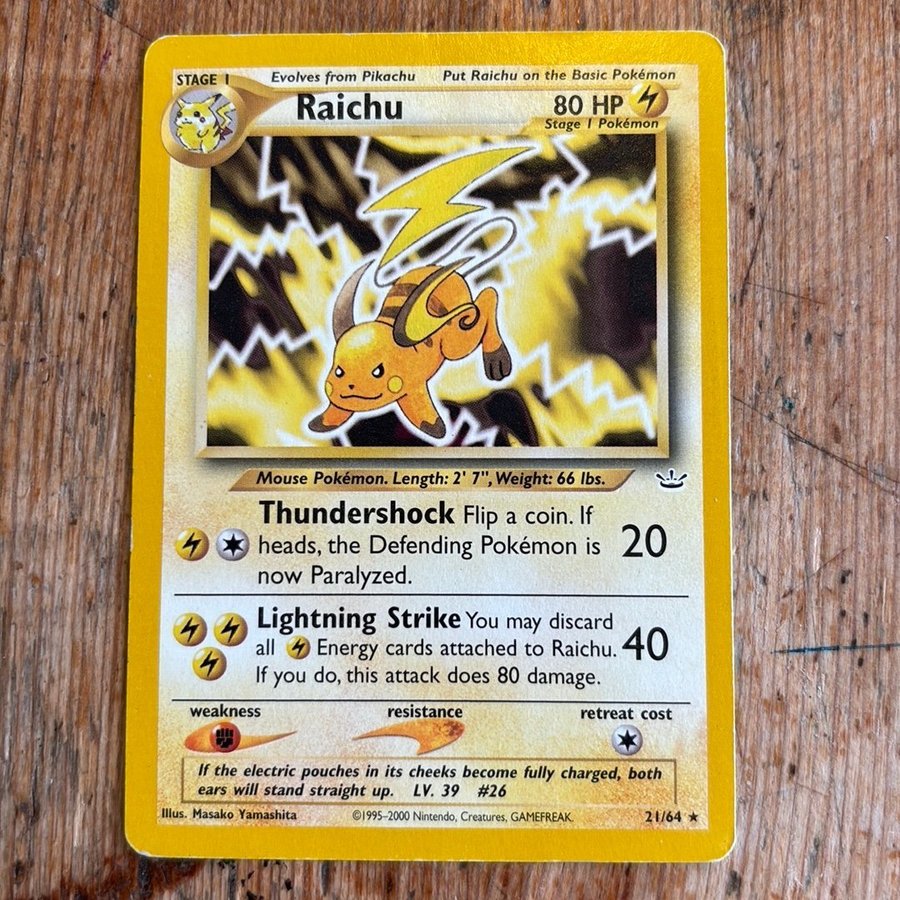 STAGE 1 Evolves from Pikachu Put Raichu on the Basic Pokémon
Raichu 80 HP
Stage 1 Pokémon
Mouse Pokémon. Length: 2' 7", Weight: 66 lbs.
Thundershock Flip a coin. If
heads, the Defending Pokémon is 20
now Paralyzed.
Lightning Strike You may discard
all Energy cards attached to Raichu. 40
If you do, this attack does 80 damage.
weakness resistance retreat cost
If the electric pouches in its cheeks become fully charged, both
ears will stand straight up. LV. 39 #26
Illus. Masako Yamashita ©1995–2000 Nintendo, Creatures, GAMEFREAK. 21/64 ★